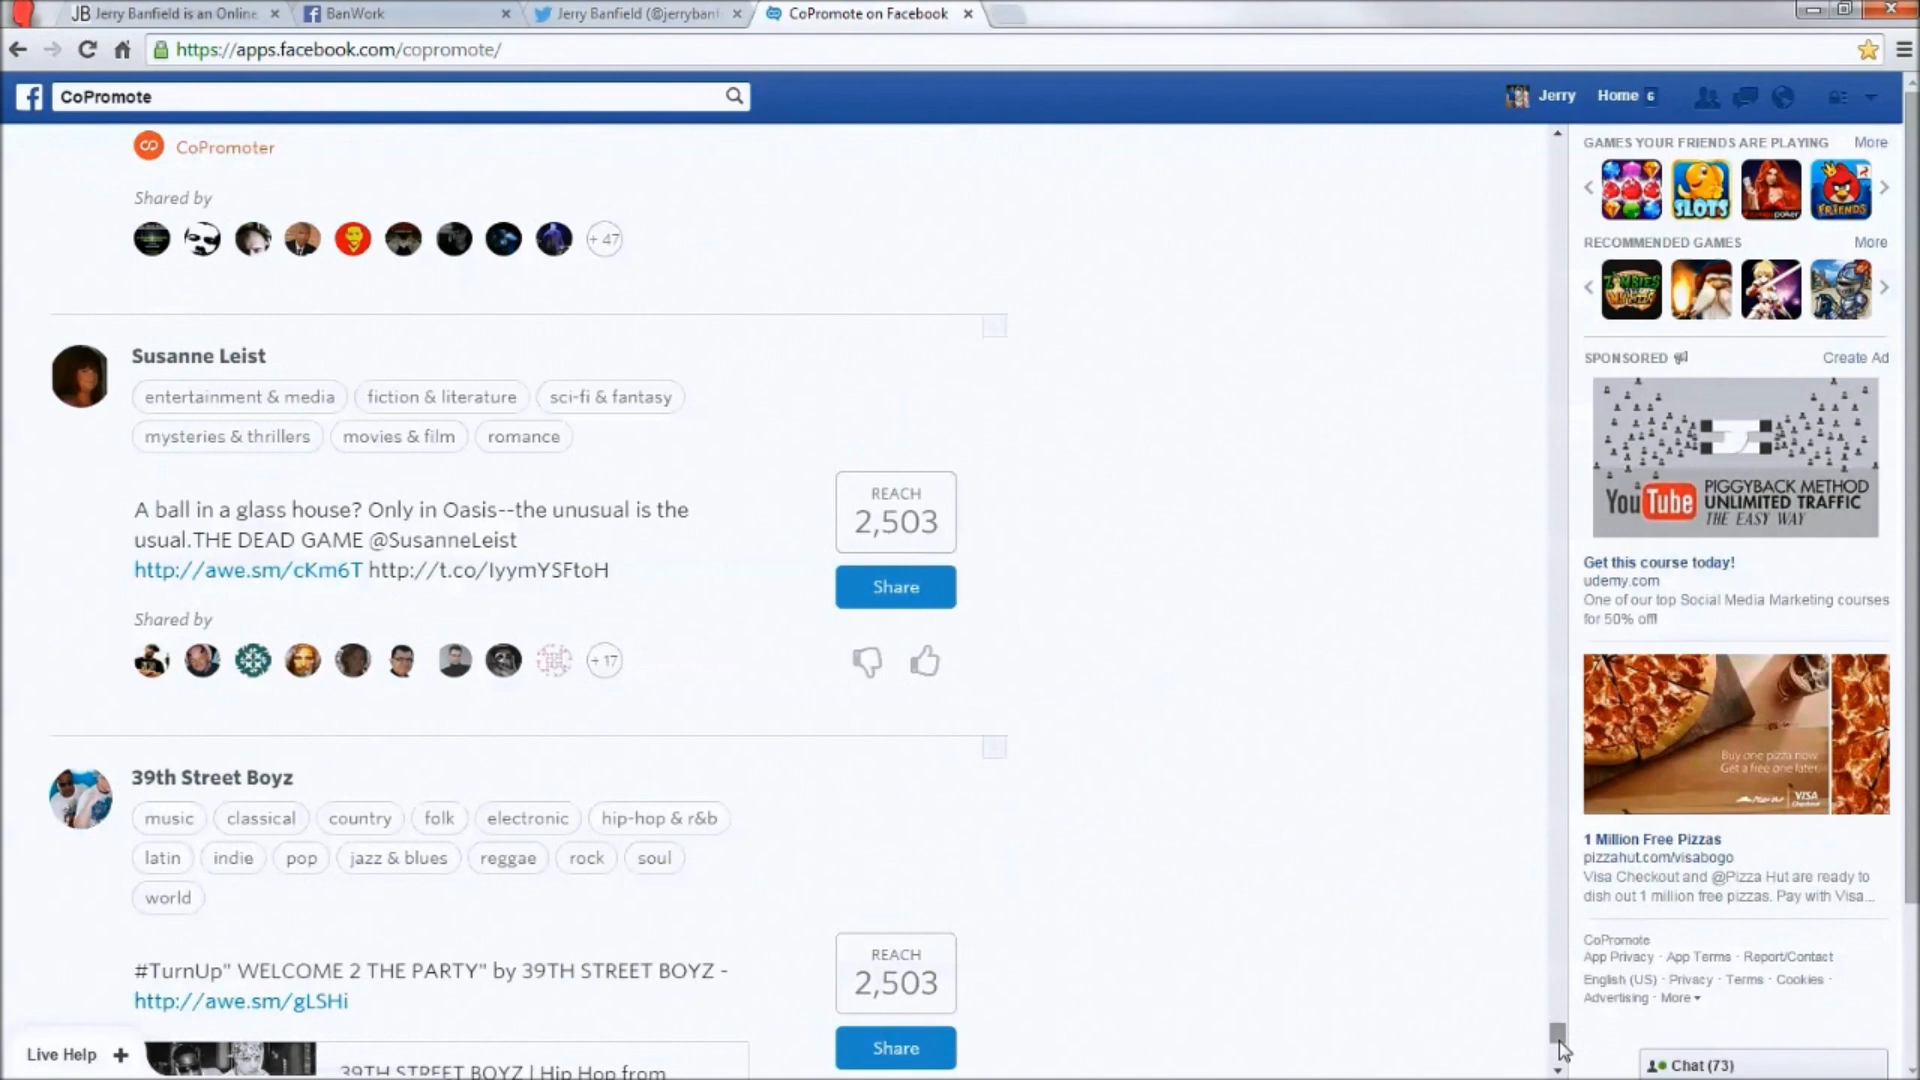 JB Jerry Banfield is an Online
BanWork
Jerry Banfield (@jerrybanf
CoPromote on Facebook
https://apps.facebook.com/copromote/
CoPromote
Jerry
Home 6
CoPromoter
Shared by
+ 47
Susanne Leist
entertainment & media
fiction & literature
sci-fi & fantasy
mysteries & thrillers
movies & film
romance
A ball in a glass house? Only in Oasis--the unusual is the
usual.THE DEAD GAME @SusanneLeist
http://awe.sm/cKm6T http://t.co/IyymYSFtoH
REACH
2,503
Share
Shared by
+ 17
39th Street Boyz
music
classical
country
folk
electronic
hip-hop & r&b
latin
indie
pop
jazz & blues
reggae
rock
soul
world
#TurnUp" WELCOME 2 THE PARTY" by 39TH STREET BOYZ -
http://awe.sm/gLSHi
REACH
2,503
Share
39TH STREET BOYZ | Hip Hop from
Live Help +
GAMES YOUR FRIENDS ARE PLAYING
More
SLOTS
poker
FRIENDS
RECOMMENDED GAMES
More
ZOMBIES
SPONSORED
Create Ad
YouTube
PIGGYBACK METHOD
UNLIMITED TRAFFIC
THE EASY WAY
Get this course today!
udemy.com
One of our top Social Media Marketing courses
for 50% off!
Buy one pizza now.
Get a free one later.
VISA
Checkout
1 Million Free Pizzas
pizzahut.com/visabogo
Visa Checkout and @Pizza Hut are ready to
dish out 1 million free pizzas. Pay with Visa...
CoPromote
App Privacy · App Terms · Report/Contact
English (US) · Privacy · Terms · Cookies ·
Advertising · More
Chat (73)